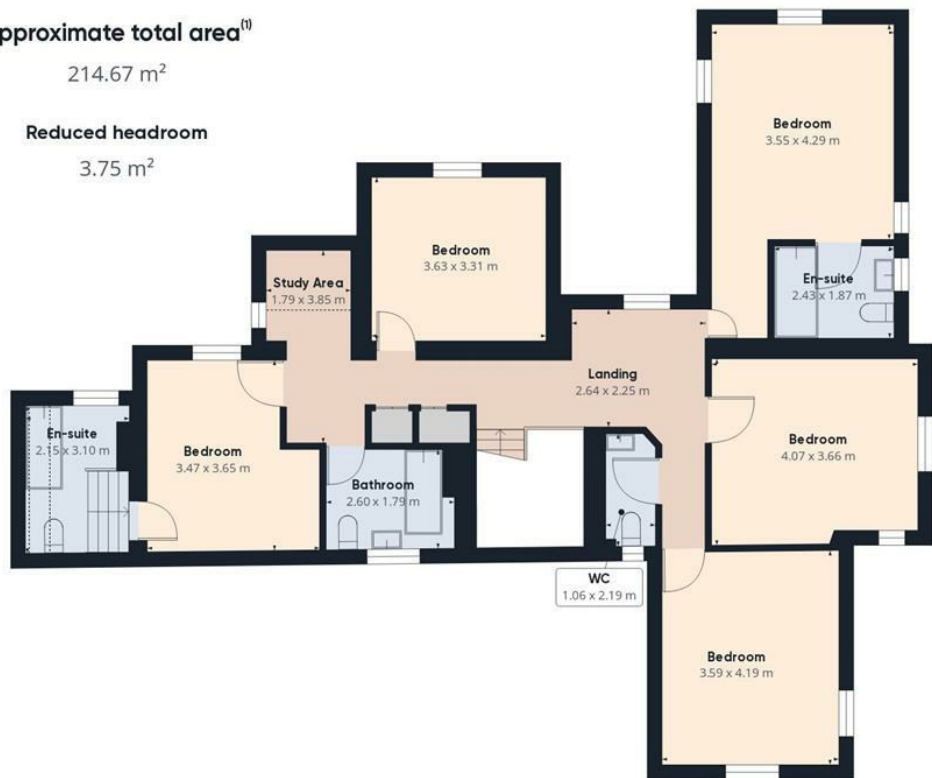 pproximate total area(1)
214.67 m²
Reduced headroom
3.75 m²
Bedroom
3.55 x 4.29 m
Bedroom
3.63 x 3.31 m
Study Area
1.79 x 3.85 m
En-suite
2.43 x 1.87 m
Landing
2.64 x 2.25 m
En-suite
2.15 x 3.10 m
Bedroom
3.47 x 3.65 m
Bedroom
4.07 x 3.66 m
Bathroom
2.60 x 1.79 m
WC
1.06 x 2.19 m
Bedroom
3.59 x 4.19 m